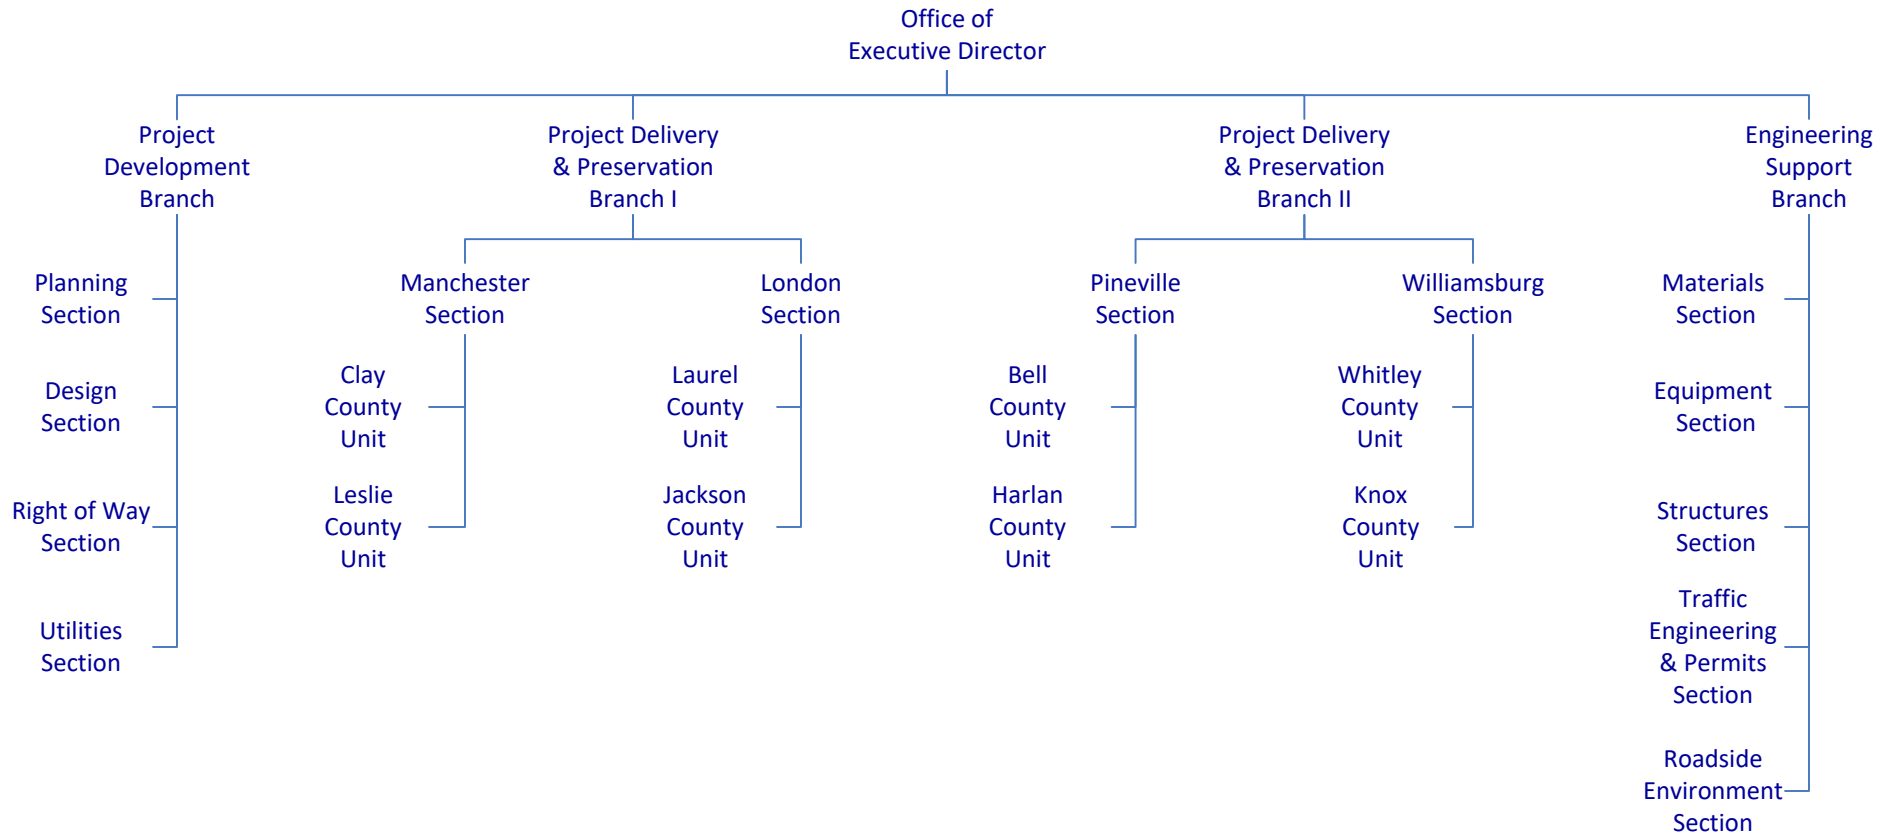 Office of
Executive Director
Project
Development
Branch
Project Delivery
& Preservation
Branch I
Project Delivery
& Preservation
Branch II
Engineering
Support
Branch
Planning
Section
Design
Section
Right of Way
Section
Utilities
Section
Manchester
Section
Clay
County
Unit
Leslie
County
Unit
London
Section
Laurel
County
Unit
Jackson
County
Unit
Pineville
Section
Bell
County
Unit
Harlan
County
Unit
Williamsburg
Section
Whitley
County
Unit
Knox
County
Unit
Materials
Section
Equipment
Section
Structures
Section
Traffic
Engineering
& Permits
Section
Roadside
Environment
Section